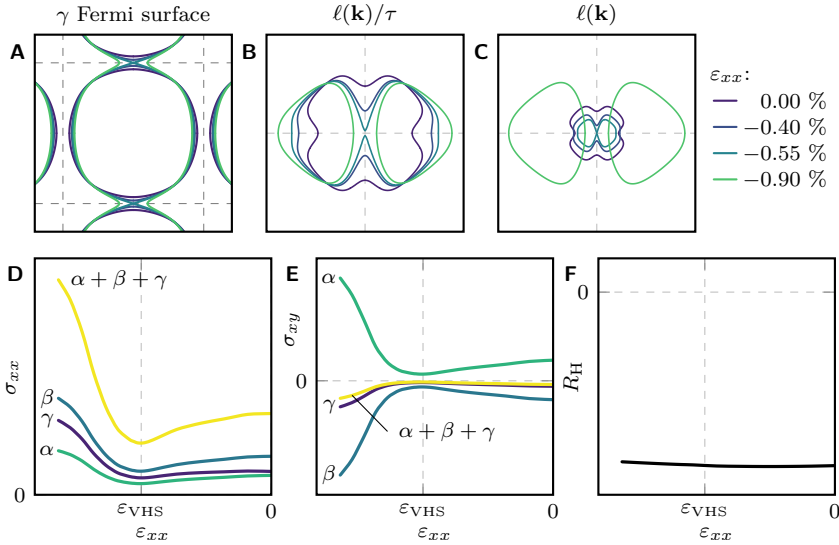 γ Fermi surface
ℓ(k)/τ
ℓ(k)
A
B
C
ε_xx:
0.00 %
−0.40 %
−0.55 %
−0.90 %
D
α + β + γ
σ_xx
β
γ
α
0
ε_VHS
0
ε_xx
E
α
σ_xy
0
γ
α + β + γ
β
ε_VHS
0
ε_xx
F
0
R_H
ε_VHS
0
ε_xx